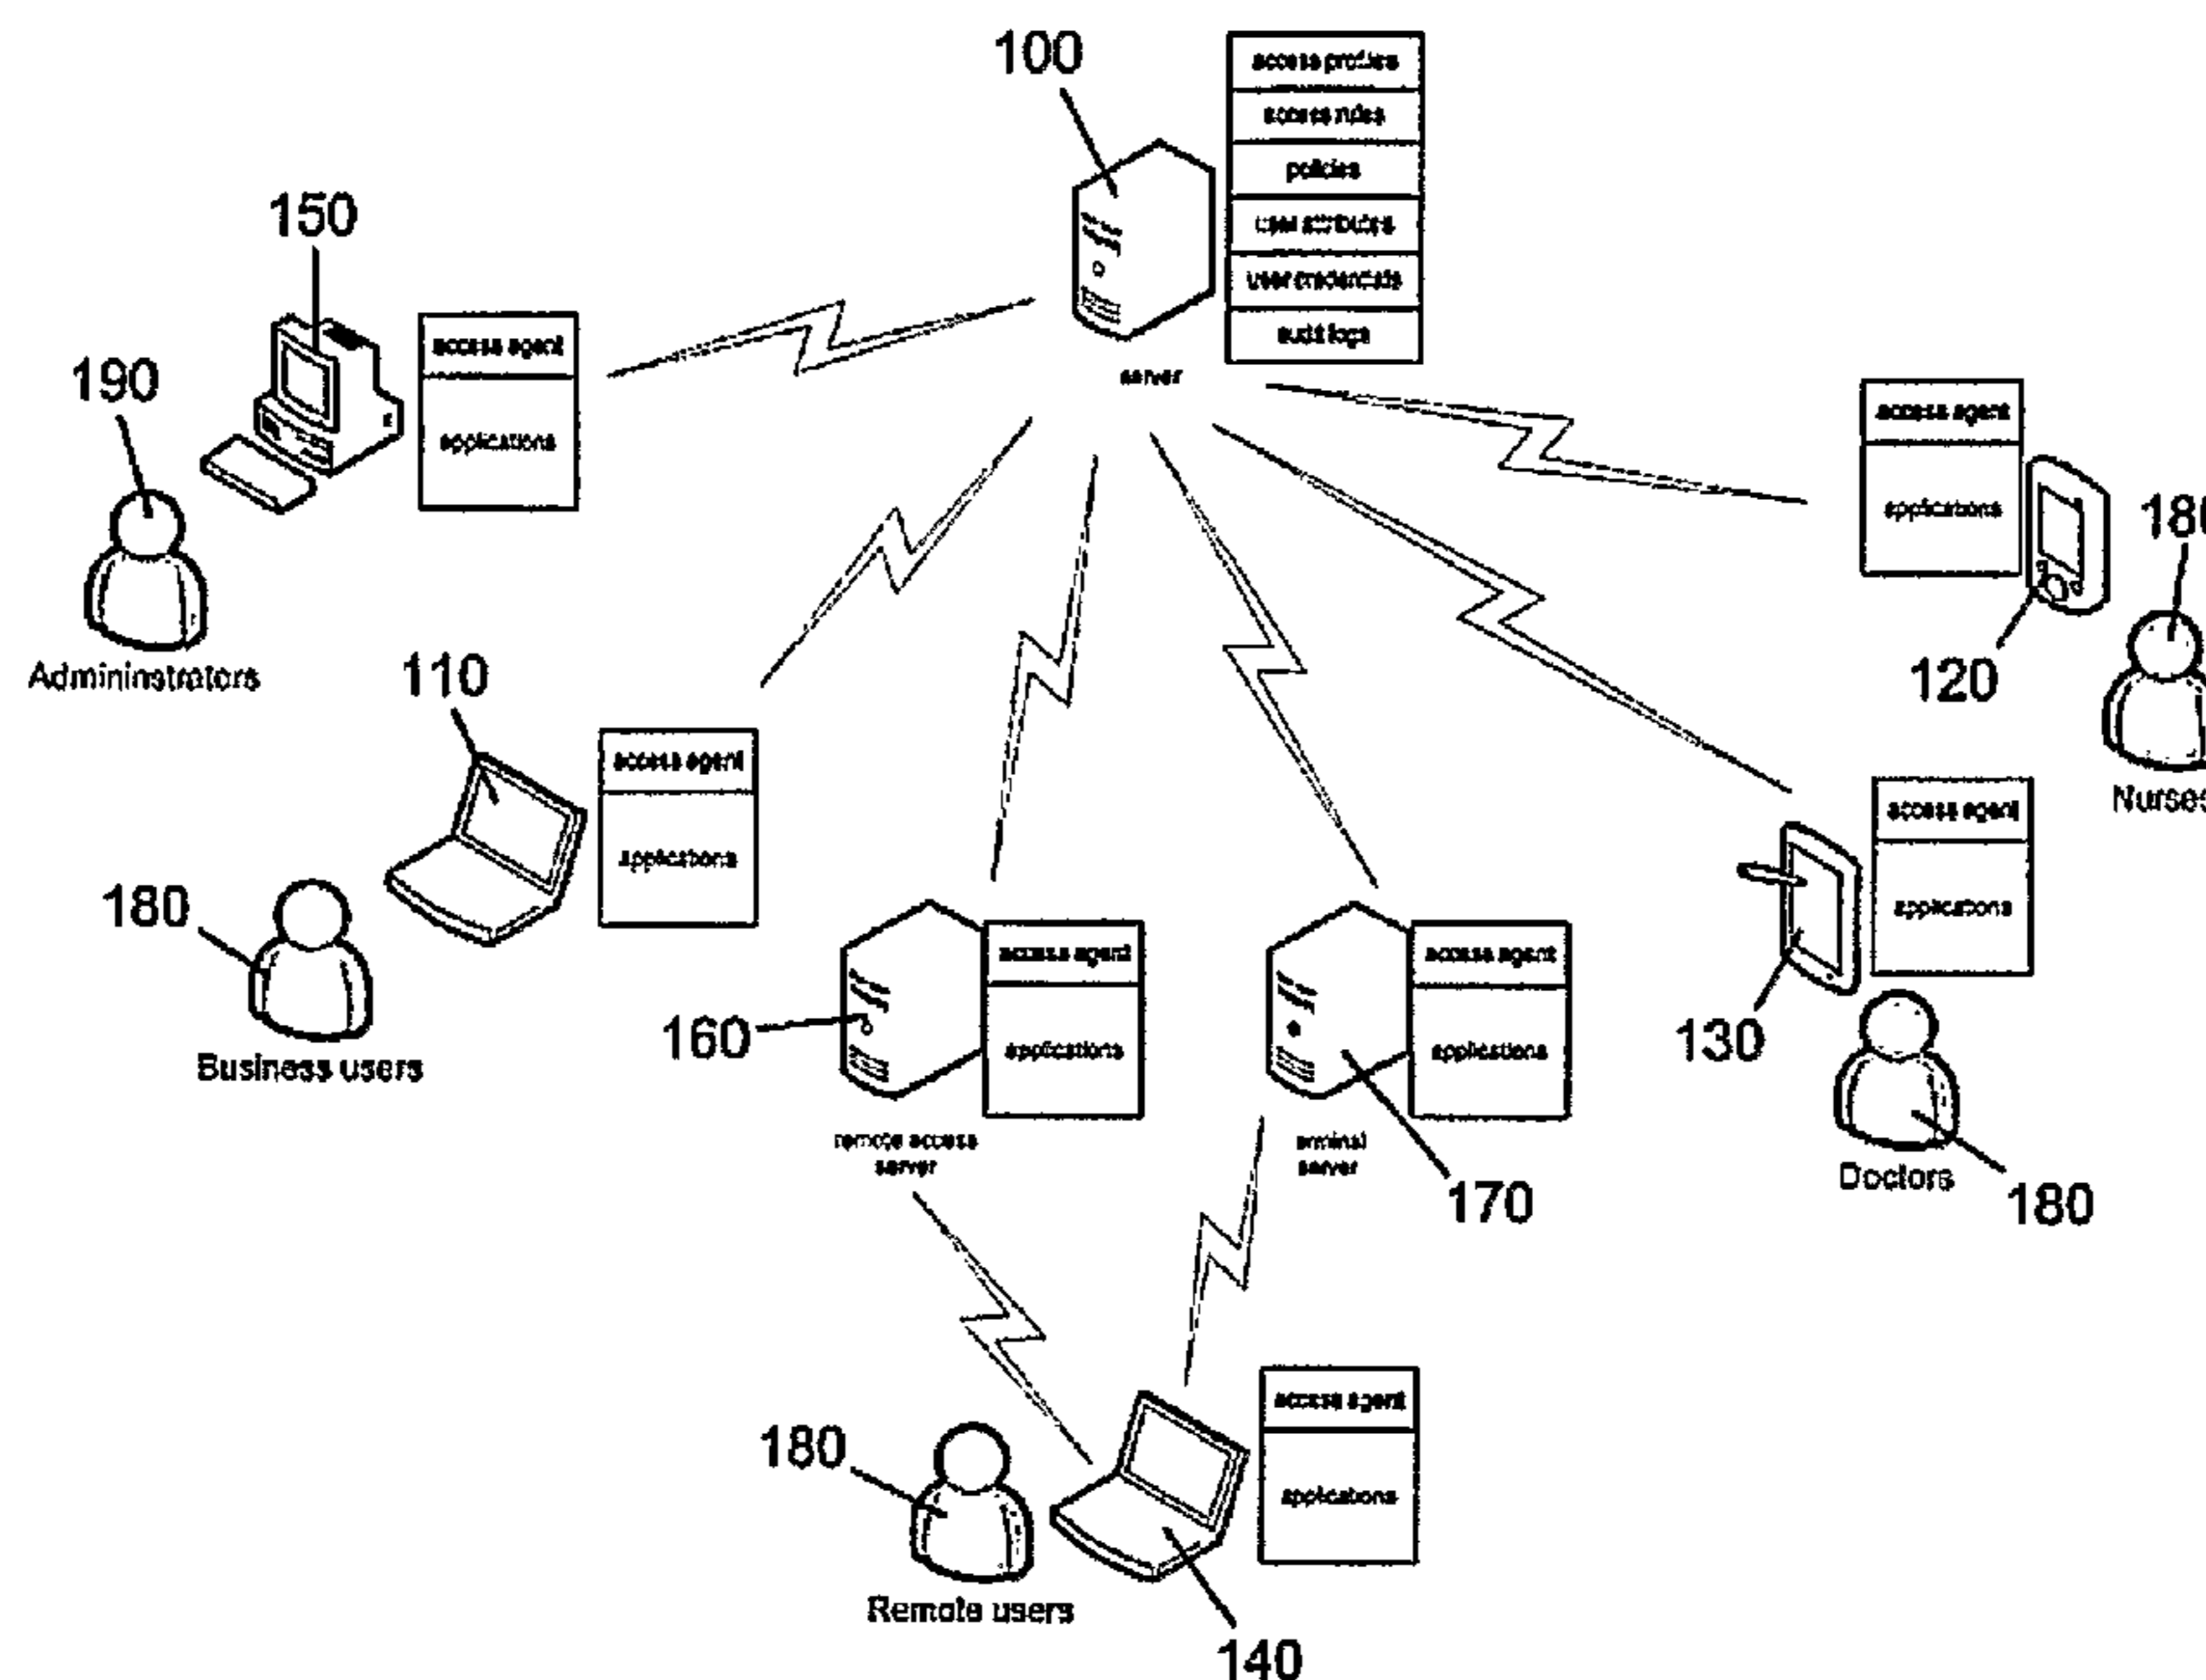 100
access profiles
access rules
policies
user attributes
user credentials
audit logs
server
150
access agent
applications
190
Admininstrators
access agent
applications
180
120
Nurses
110
access agent
applications
180
Business users
access agent
applications
130
180
Doctors
160
access agent
applications
remote access
server
access agent
applications
erminal
server
170
180
Remote users
access agent
applications
140